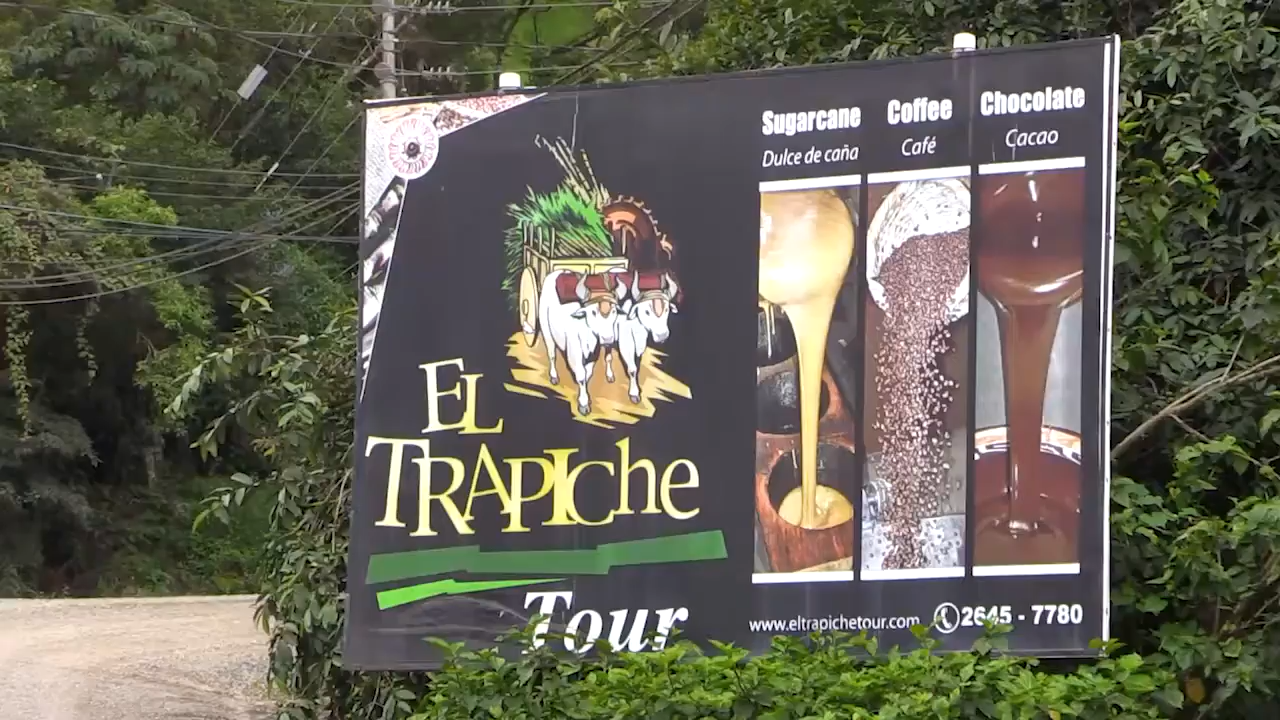 EL
TRAPIChe
Tour
Sugarcane
Dulce de caña
Coffee
Café
Chocolate
Cacao
www.eltrapichetour.com 2645 - 7780